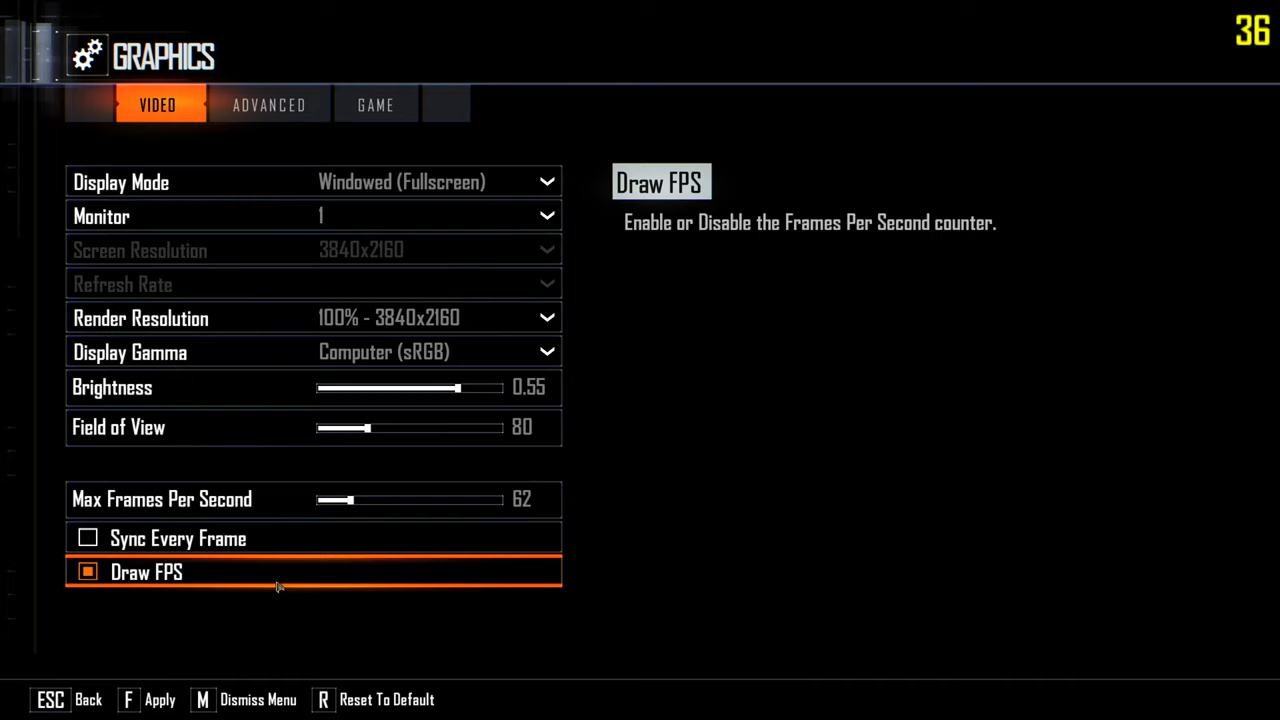 36
GRAPHICS
VIDEO ADVANCED GAME
Display Mode Windowed (Fullscreen)
Monitor 1
Screen Resolution 3840x2160
Refresh Rate
Render Resolution 100% - 3840x2160
Display Gamma Computer (sRGB)
Brightness 0.55
Field of View 80
Max Frames Per Second 62
Sync Every Frame
Draw FPS
Draw FPS
Enable or Disable the Frames Per Second counter.
ESC Back F Apply M Dismiss Menu R Reset To Default